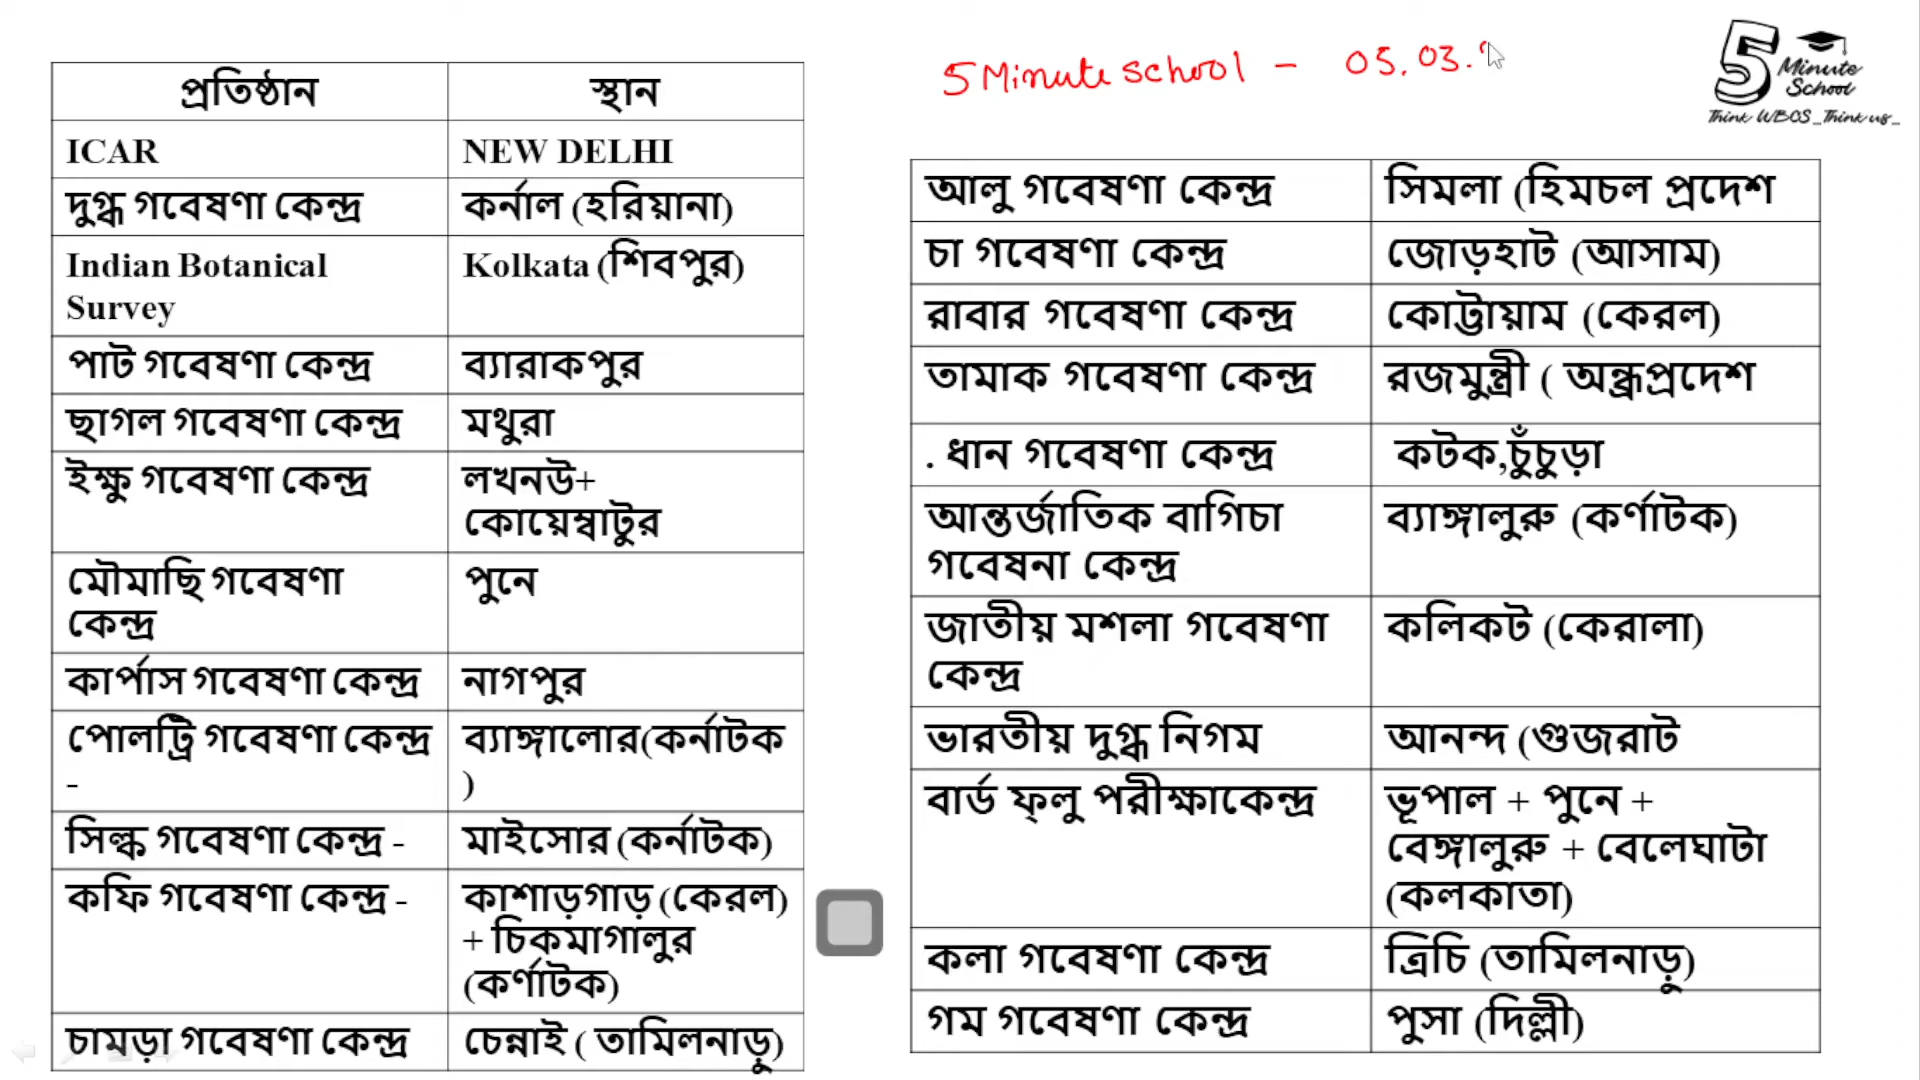 প্রতিষ্ঠান স্থান
ICAR NEW DELHI
দুগ্ধ গবেষণা কেন্দ্র কর্নাল (হরিয়ানা)
Indian Botanical Kolkata (শিবপুর)
Survey
পাট গবেষণা কেন্দ্র ব্যারাকপুর
ছাগল গবেষণা কেন্দ্র মথুরা
ইক্ষু গবেষণা কেন্দ্র লখনউ+
কোয়েম্বাটুর
মৌমাছি গবেষণা পুনে
কেন্দ্র
কার্পাস গবেষণা কেন্দ্র নাগপুর
পোলট্রি গবেষণা কেন্দ্র ব্যাঙ্গালোর(কর্নাটক
- )
সিল্ক গবেষণা কেন্দ্র - মাইসোর (কর্নাটক)
কফি গবেষণা কেন্দ্র - কাশাড়গাড় (কেরল)
+ চিকমাগালুর
(কর্ণাটক)
চামড়া গবেষণা কেন্দ্র চেন্নাই ( তামিলনাড়ু)
5 Minute school - 05.03.
5 Minute
School
Think WBCS_Think us_
আলু গবেষণা কেন্দ্র সিমলা (হিমচল প্রদেশ
চা গবেষণা কেন্দ্র জোড়হাট (আসাম)
রাবার গবেষণা কেন্দ্র কোট্টায়াম (কেরল)
তামাক গবেষণা কেন্দ্র রজমুন্ত্রী ( অন্ধ্রপ্রদেশ
. ধান গবেষণা কেন্দ্র কটক,চুঁচুড়া
আন্তর্জাতিক বাগিচা ব্যাঙ্গালুরু (কর্ণাটক)
গবেষনা কেন্দ্র
জাতীয় মশলা গবেষণা কলিকট (কেরালা)
কেন্দ্র
ভারতীয় দুগ্ধ নিগম আনন্দ (গুজরাট
বার্ড ফ্লু পরীক্ষাকেন্দ্র ভূপাল + পুনে +
বেঙ্গালুরু + বেলেঘাটা
(কলকাতা)
কলা গবেষণা কেন্দ্র ত্রিচি (তামিলনাড়ু)
গম গবেষণা কেন্দ্র পুসা (দিল্লী)